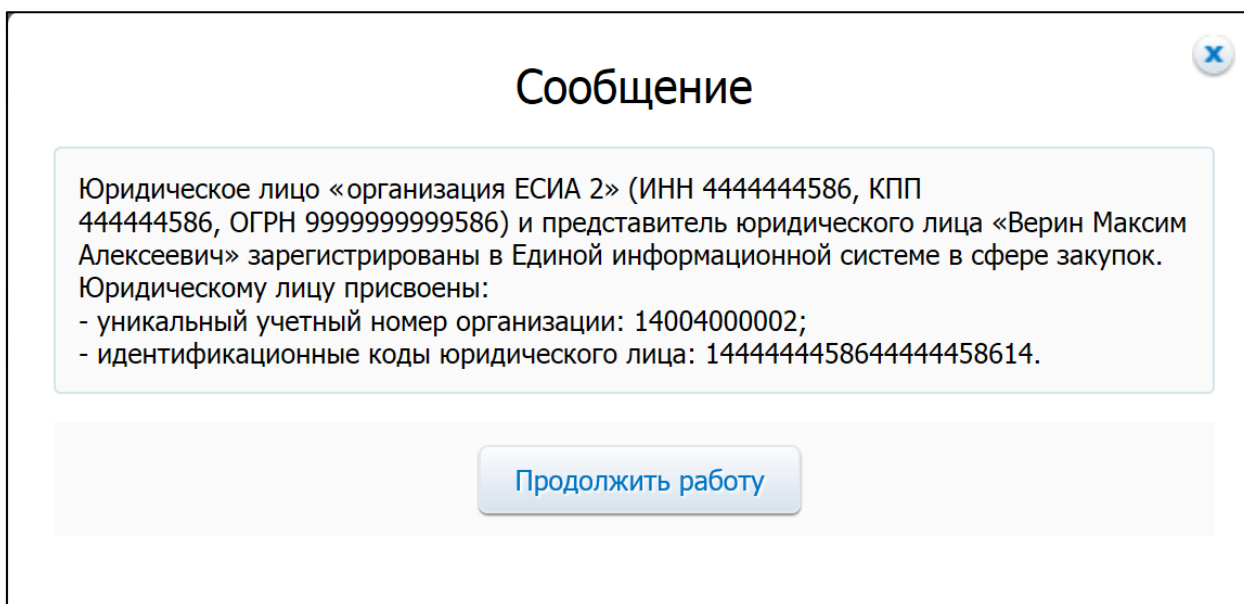 x
Сообщение
Юридическое лицо «организация ЕСИА 2» (ИНН 4444444586, КПП
444444586, ОГРН 9999999999586) и представитель юридического лица «Верин Максим
Алексеевич» зарегистрированы в Единой информационной системе в сфере закупок.
Юридическому лицу присвоены:
- уникальный учетный номер организации: 14004000002;
- идентификационные коды юридического лица: 1444444458644444458614.
Продолжить работу